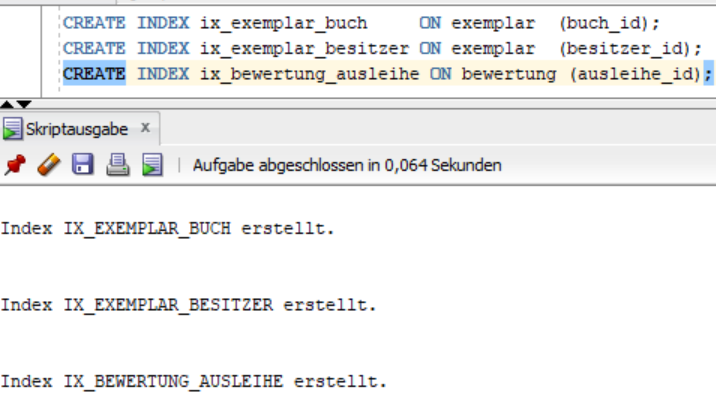 CREATE INDEX ix_exemplar_buch ON exemplar (buch_id);
CREATE INDEX ix_exemplar_besitzer ON exemplar (besitzer_id);
CREATE INDEX ix_bewertung_ausleihe ON bewertung (ausleihe_id);
Skriptausgabe x
Aufgabe abgeschlossen in 0,064 Sekunden
Index IX_EXEMPLAR_BUCH erstellt.
Index IX_EXEMPLAR_BESITZER erstellt.
Index IX_BEWERTUNG_AUSLEIHE erstellt.